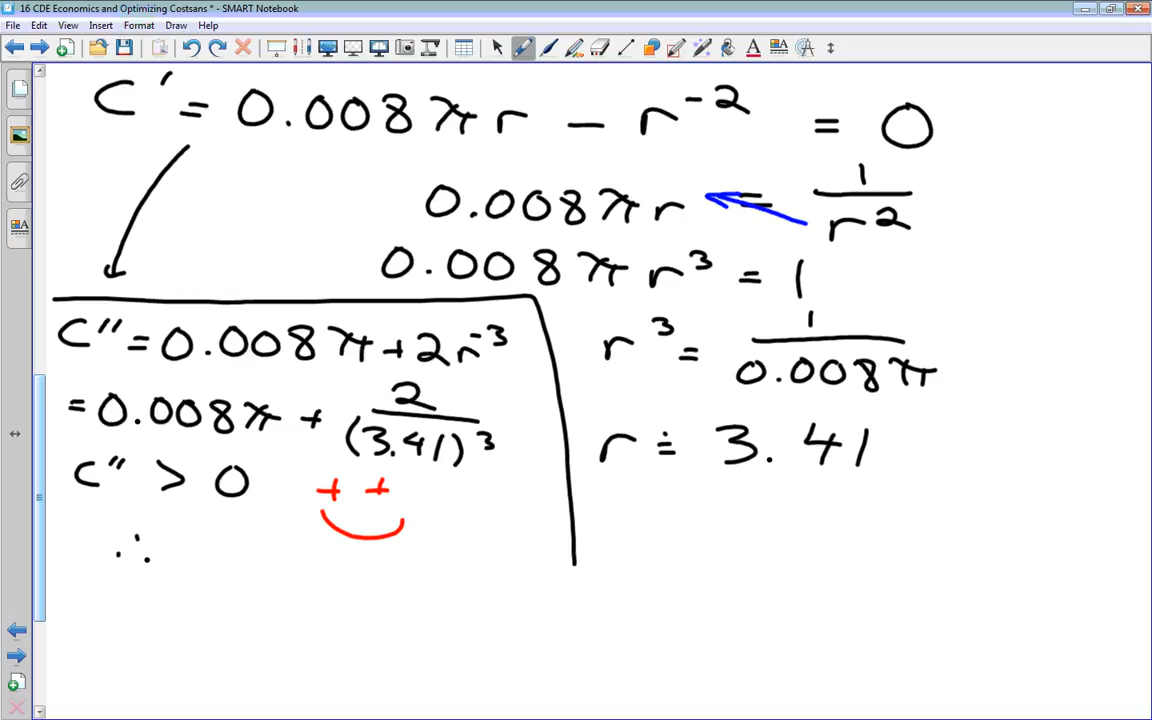 16 CDE Economics and Optimizing Costsans * - SMART Notebook
File Edit View Insert Format Tools Draw Help
C' = 0.008πr - r⁻² = 0
0.008πr = 1/r²
0.008πr³ = 1
r³ = 1/0.008π
r ≐ 3.41
C'' = 0.008π + 2r⁻³
= 0.008π + 2/(3.41)³
C'' > 0
+ +
∴